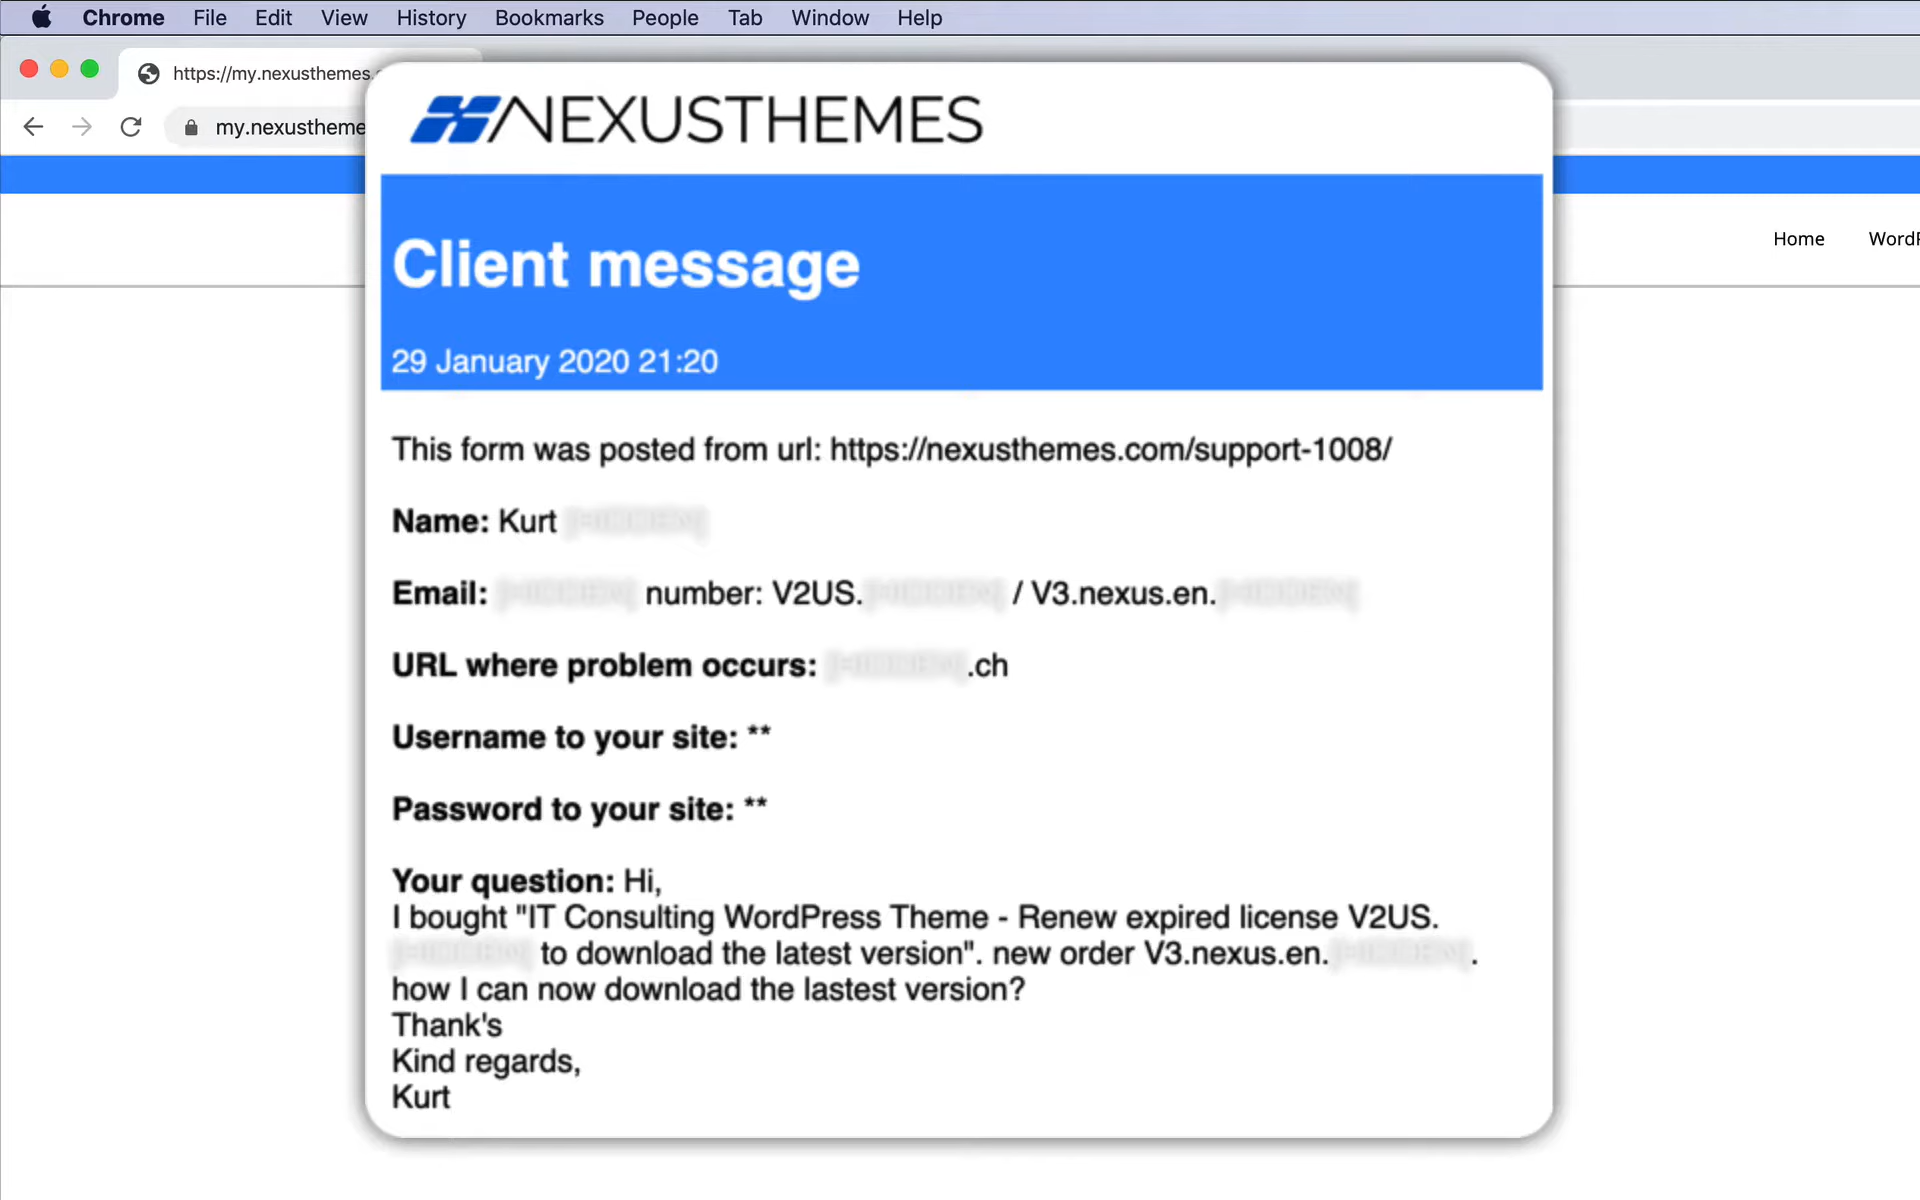 Chrome File Edit View History Bookmarks People Tab Window Help
https://my.nexusthemes.
my.nexustheme
NEXUSTHEMES
Home
Client message
29 January 2020 21:20
This form was posted from url: https://nexusthemes.com/support-1008/
Name: Kurt
Email: number: V2US. / V3.nexus.en.
URL where problem occurs: .ch
Username to your site: **
Password to your site: **
Your question: Hi,
I bought "IT Consulting WordPress Theme - Renew expired license V2US.
to download the latest version". new order V3.nexus.en. .
how I can now download the lastest version?
Thank's
Kind regards,
Kurt